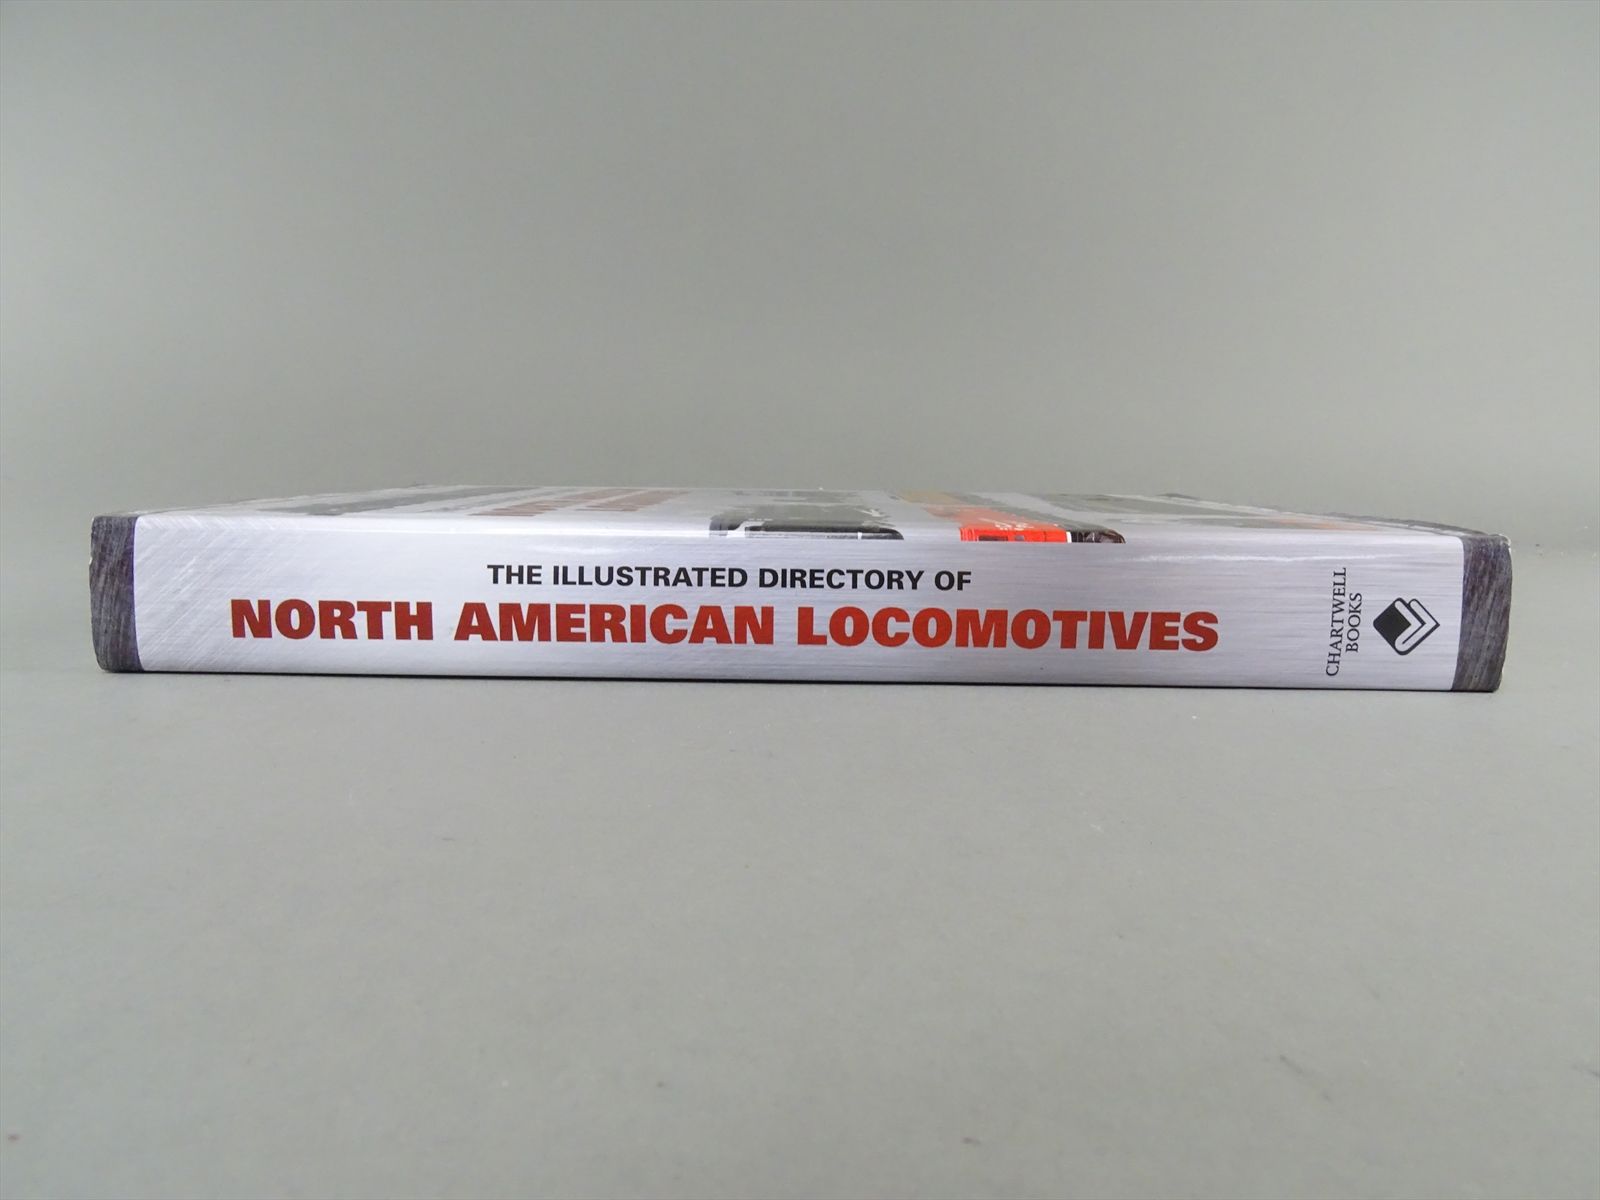 THE ILLUSTRATED DIRECTORY OF
NORTH AMERICAN LOCOMOTIVES
CHARTWELL
BOOKS